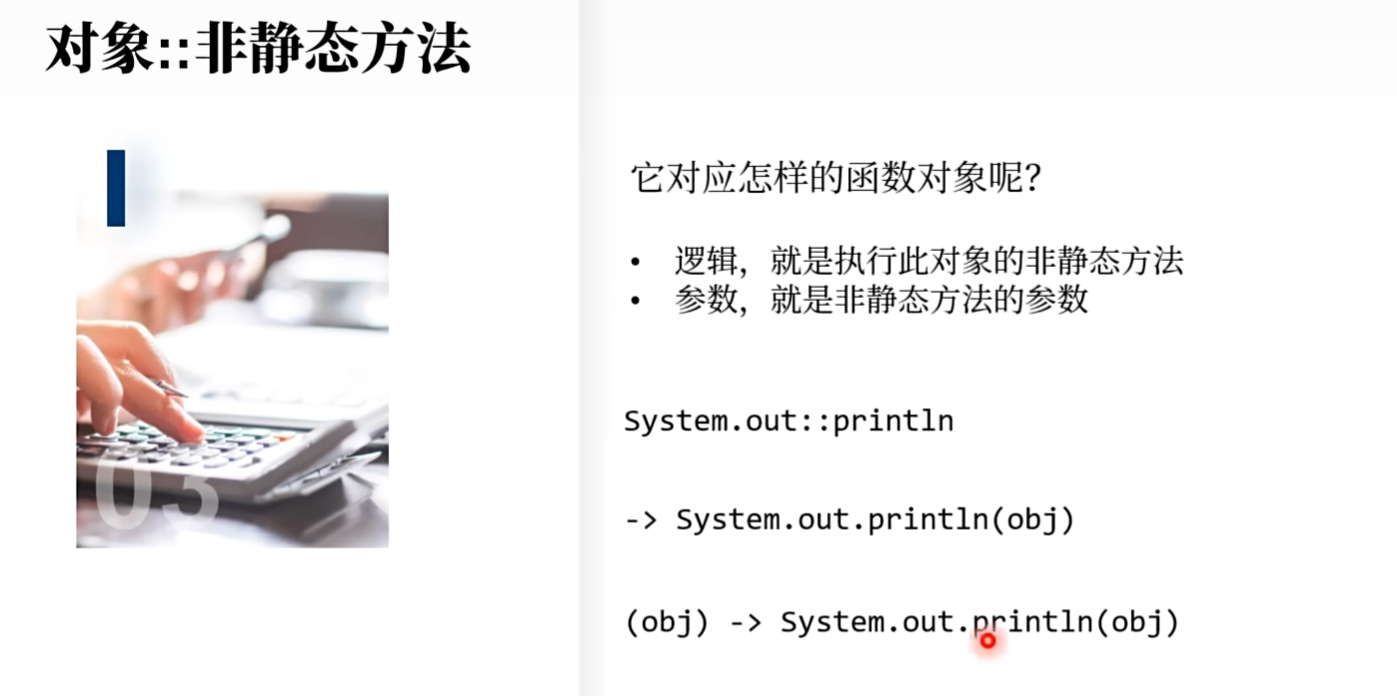 对象::非静态方法
03
它对应怎样的函数对象呢?
• 逻辑，就是执行此对象的非静态方法
• 参数，就是非静态方法的参数
System.out::println
-> System.out.println(obj)
(obj) -> System.out.println(obj)